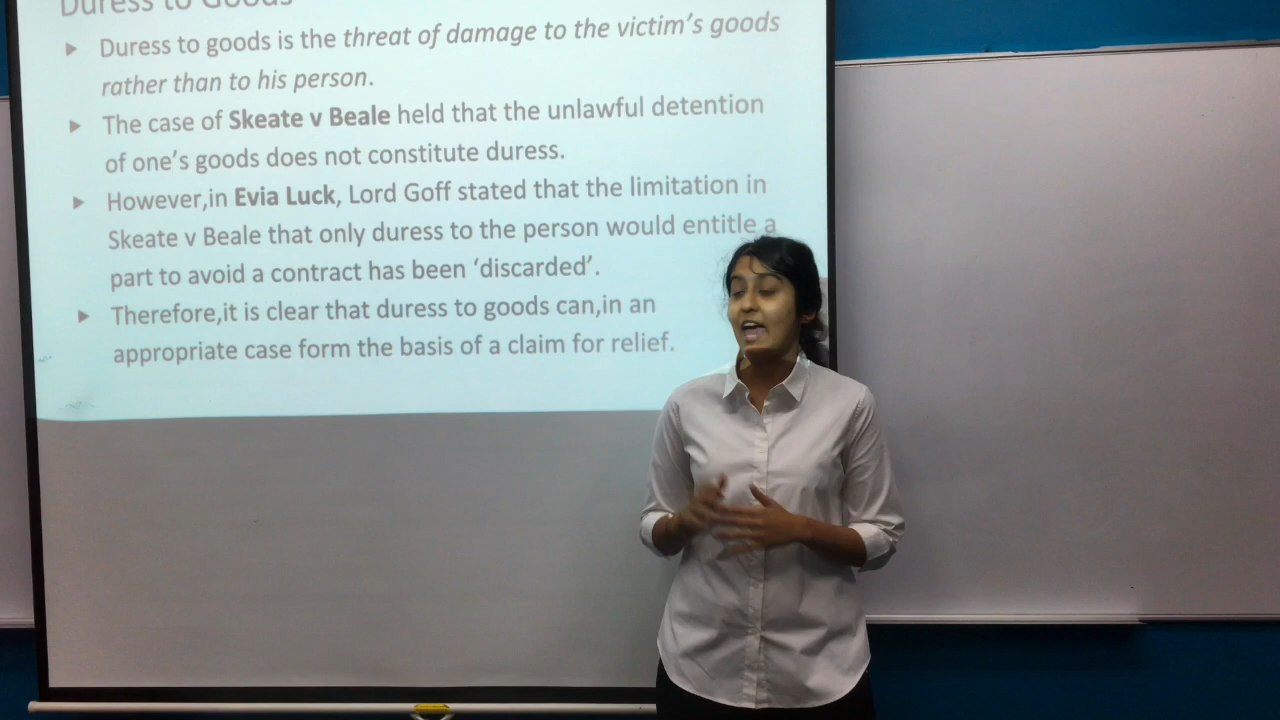 Duress to Goods
▶ Duress to goods is the threat of damage to the victim's goods
rather than to his person.
▶ The case of Skeate v Beale held that the unlawful detention
of one's goods does not constitute duress.
▶ However,in Evia Luck, Lord Goff stated that the limitation in
Skeate v Beale that only duress to the person would entitle a
part to avoid a contract has been 'discarded'.
▶ Therefore,it is clear that duress to goods can,in an
appropriate case form the basis of a claim for relief.